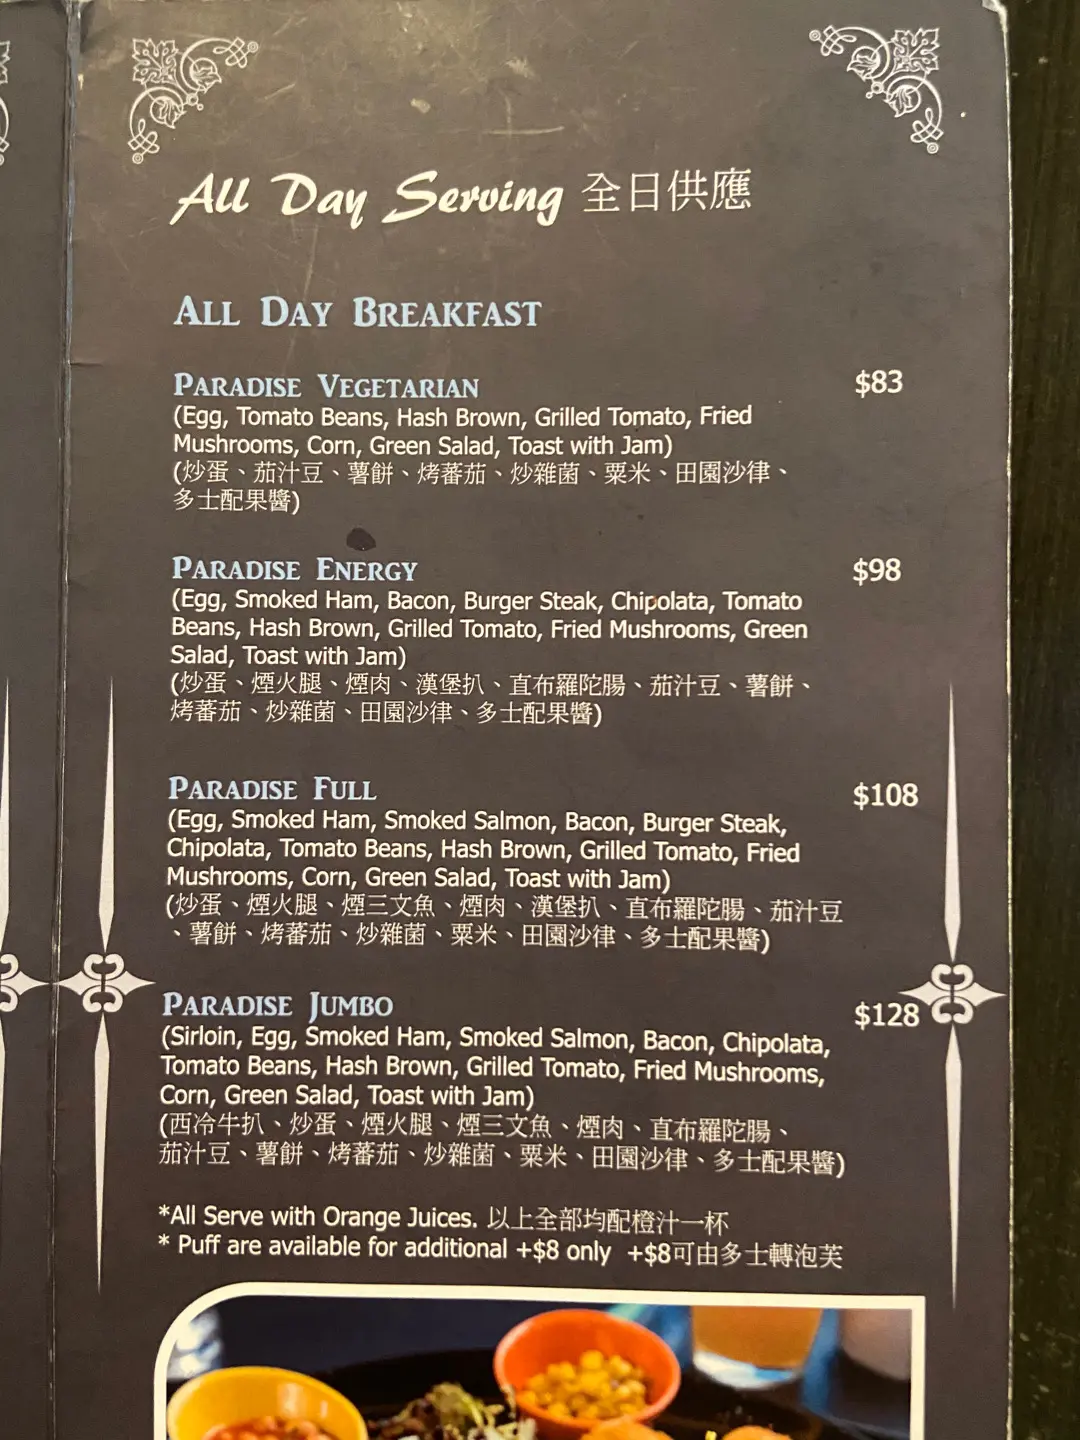 All Day Serving 全日供應
ALL DAY BREAKFAST
PARADISE VEGETARIAN $83
(Egg, Tomato Beans, Hash Brown, Grilled Tomato, Fried
Mushrooms, Corn, Green Salad, Toast with Jam)
(炒蛋、茄汁豆、薯餅、烤蕃茄、炒雜菌、粟米、田園沙律、
多士配果醬)
PARADISE ENERGY $98
(Egg, Smoked Ham, Bacon, Burger Steak, Chipolata, Tomato
Beans, Hash Brown, Grilled Tomato, Fried Mushrooms, Green
Salad, Toast with Jam)
(炒蛋、煙火腿、煙肉、漢堡扒、直布羅陀腸、茄汁豆、薯餅、
烤蕃茄、炒雜菌、田園沙律、多士配果醬)
PARADISE FULL $108
(Egg, Smoked Ham, Smoked Salmon, Bacon, Burger Steak,
Chipolata, Tomato Beans, Hash Brown, Grilled Tomato, Fried
Mushrooms, Corn, Green Salad, Toast with Jam)
(炒蛋、煙火腿、煙三文魚、煙肉、漢堡扒、直布羅陀腸、茄汁豆
、薯餅、烤蕃茄、炒雜菌、粟米、田園沙律、多士配果醬)
PARADISE JUMBO $128
(Sirloin, Egg, Smoked Ham, Smoked Salmon, Bacon, Chipolata,
Tomato Beans, Hash Brown, Grilled Tomato, Fried Mushrooms,
Corn, Green Salad, Toast with Jam)
(西冷牛扒、炒蛋、煙火腿、煙三文魚、煙肉、直布羅陀腸、
茄汁豆、薯餅、烤蕃茄、炒雜菌、粟米、田園沙律、多士配果醬)
*All Serve with Orange Juices. 以上全部均配橙汁一杯
* Puff are available for additional +$8 only +$8可由多士轉泡芙